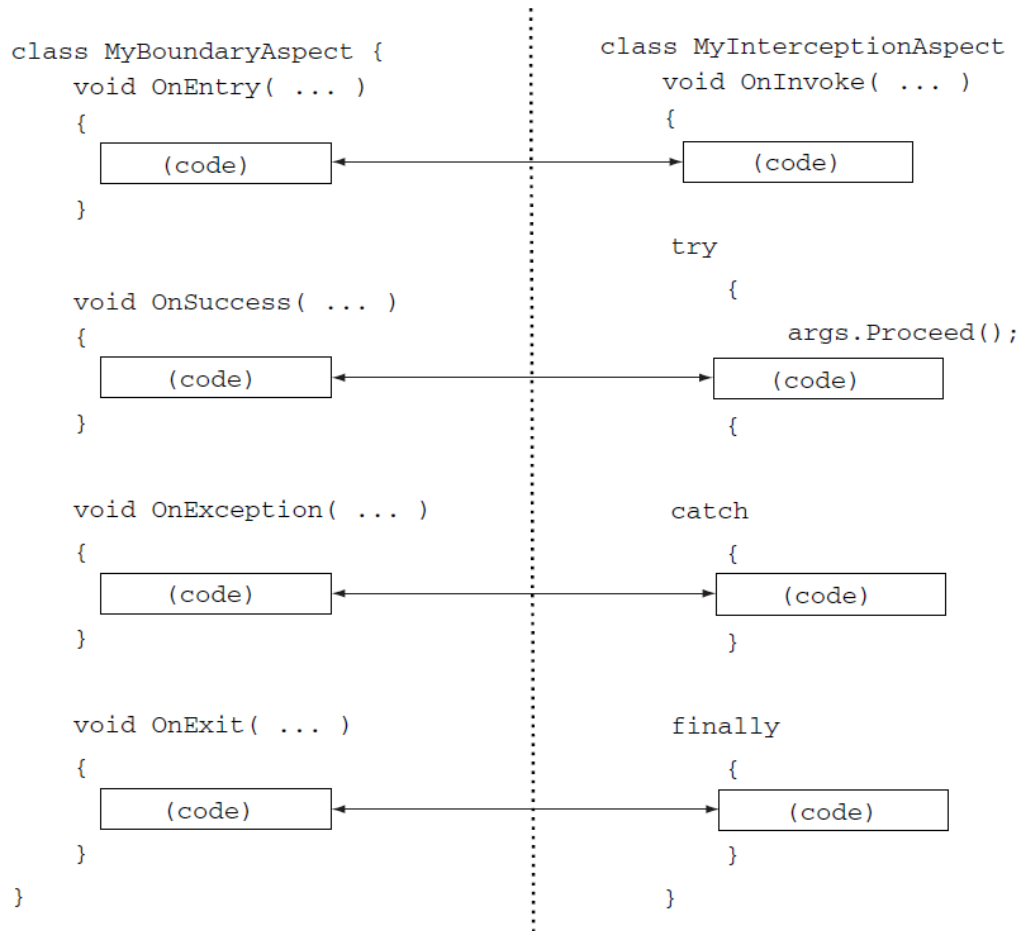 class MyBoundaryAspect {
void OnEntry( ... )
{
(code)
}
void OnSuccess( ... )
{
(code)
}
void OnException( ... )
{
(code)
}
void OnExit( ... )
{
(code)
}
}
class MyInterceptionAspect
void OnInvoke( ... )
{
(code)
try
{
args.Proceed();
(code)
{
catch
{
(code)
}
finally
{
(code)
}
}